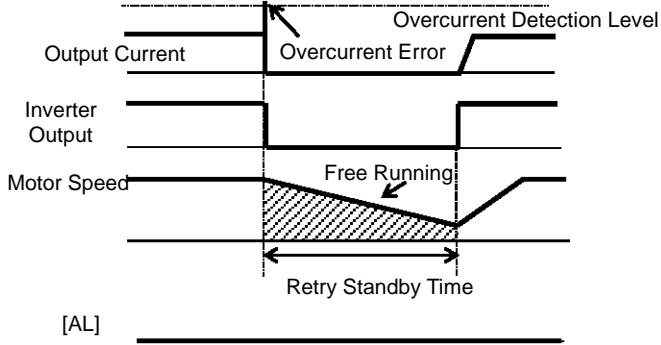 Overcurrent Detection Level
Output Current
Overcurrent Error
Inverter
Output
Free Running
Motor Speed
Retry Standby Time
[AL]